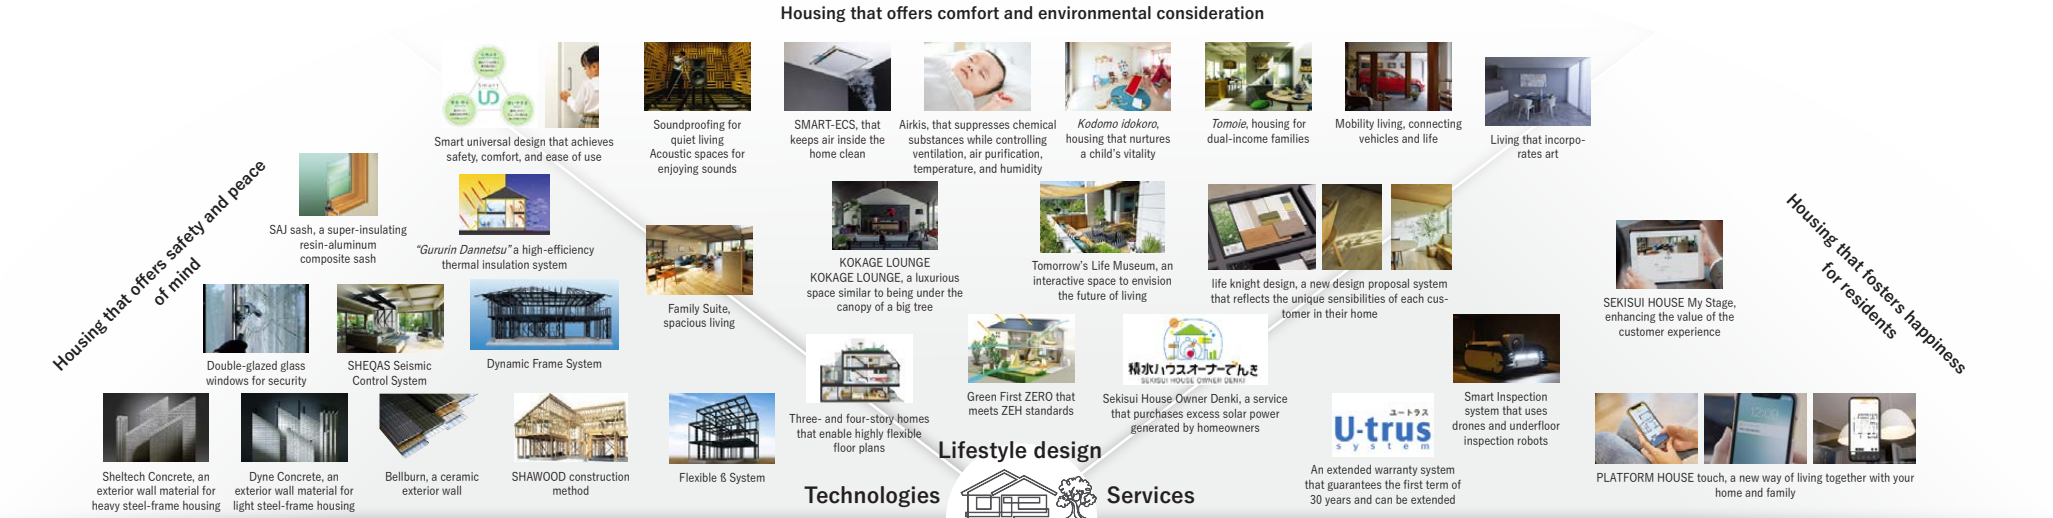 Housing that offers comfort and environmental consideration
Smart
UD
Smart universal design that achieves
safety, comfort, and ease of use
Soundproofing for
quiet living
Acoustic spaces for
enjoying sounds
SMART-ECS, that
keeps air inside the
home clean
Airkis, that suppresses chemical
substances while controlling
ventilation, air purification,
temperature, and humidity
Kodomo idokoro,
housing that nurtures
a child's vitality
Tomoie, housing for
dual-income families
Mobility living, connecting
vehicles and life
Living that incorpo-
rates art
Housing that offers safety and peace
of mind
SAJ sash, a super-insulating
resin-aluminum
composite sash
"Gururin Dannetsu" a high-efficiency
thermal insulation system
Family Suite,
spacious living
KOKAGE LOUNGE
KOKAGE LOUNGE, a luxurious
space similar to being under the
canopy of a big tree
Tomorrow's Life Museum, an
interactive space to envision
the future of living
life knight design, a new design proposal system
that reflects the unique sensibilities of each cus-
tomer in their home
SEKISUI HOUSE My Stage,
enhancing the value of the
customer experience
Housing that fosters happiness
for residents
Double-glazed glass
windows for security
SHEQAS Seismic
Control System
Dynamic Frame System
Three- and four-story homes
that enable highly flexible
floor plans
Green First ZERO that
meets ZEH standards
積水ハウスオーナーでんき
SEKISUI HOUSE OWNER DENKI
Sekisui House Owner Denki, a service
that purchases excess solar power
generated by homeowners
Smart Inspection
system that uses
drones and underfloor
inspection robots
Sheltech Concrete, an
exterior wall material for
heavy steel-frame housing
Dyne Concrete, an
exterior wall material for
light steel-frame housing
Bellburn, a ceramic
exterior wall
SHAWOOD construction
method
Flexible ß System
ユートラス
U-trus
system
An extended warranty system
that guarantees the first term of
30 years and can be extended
12:09
PLATFORM HOUSE touch, a new way of living together with your
home and family
Lifestyle design
Technologies
Services